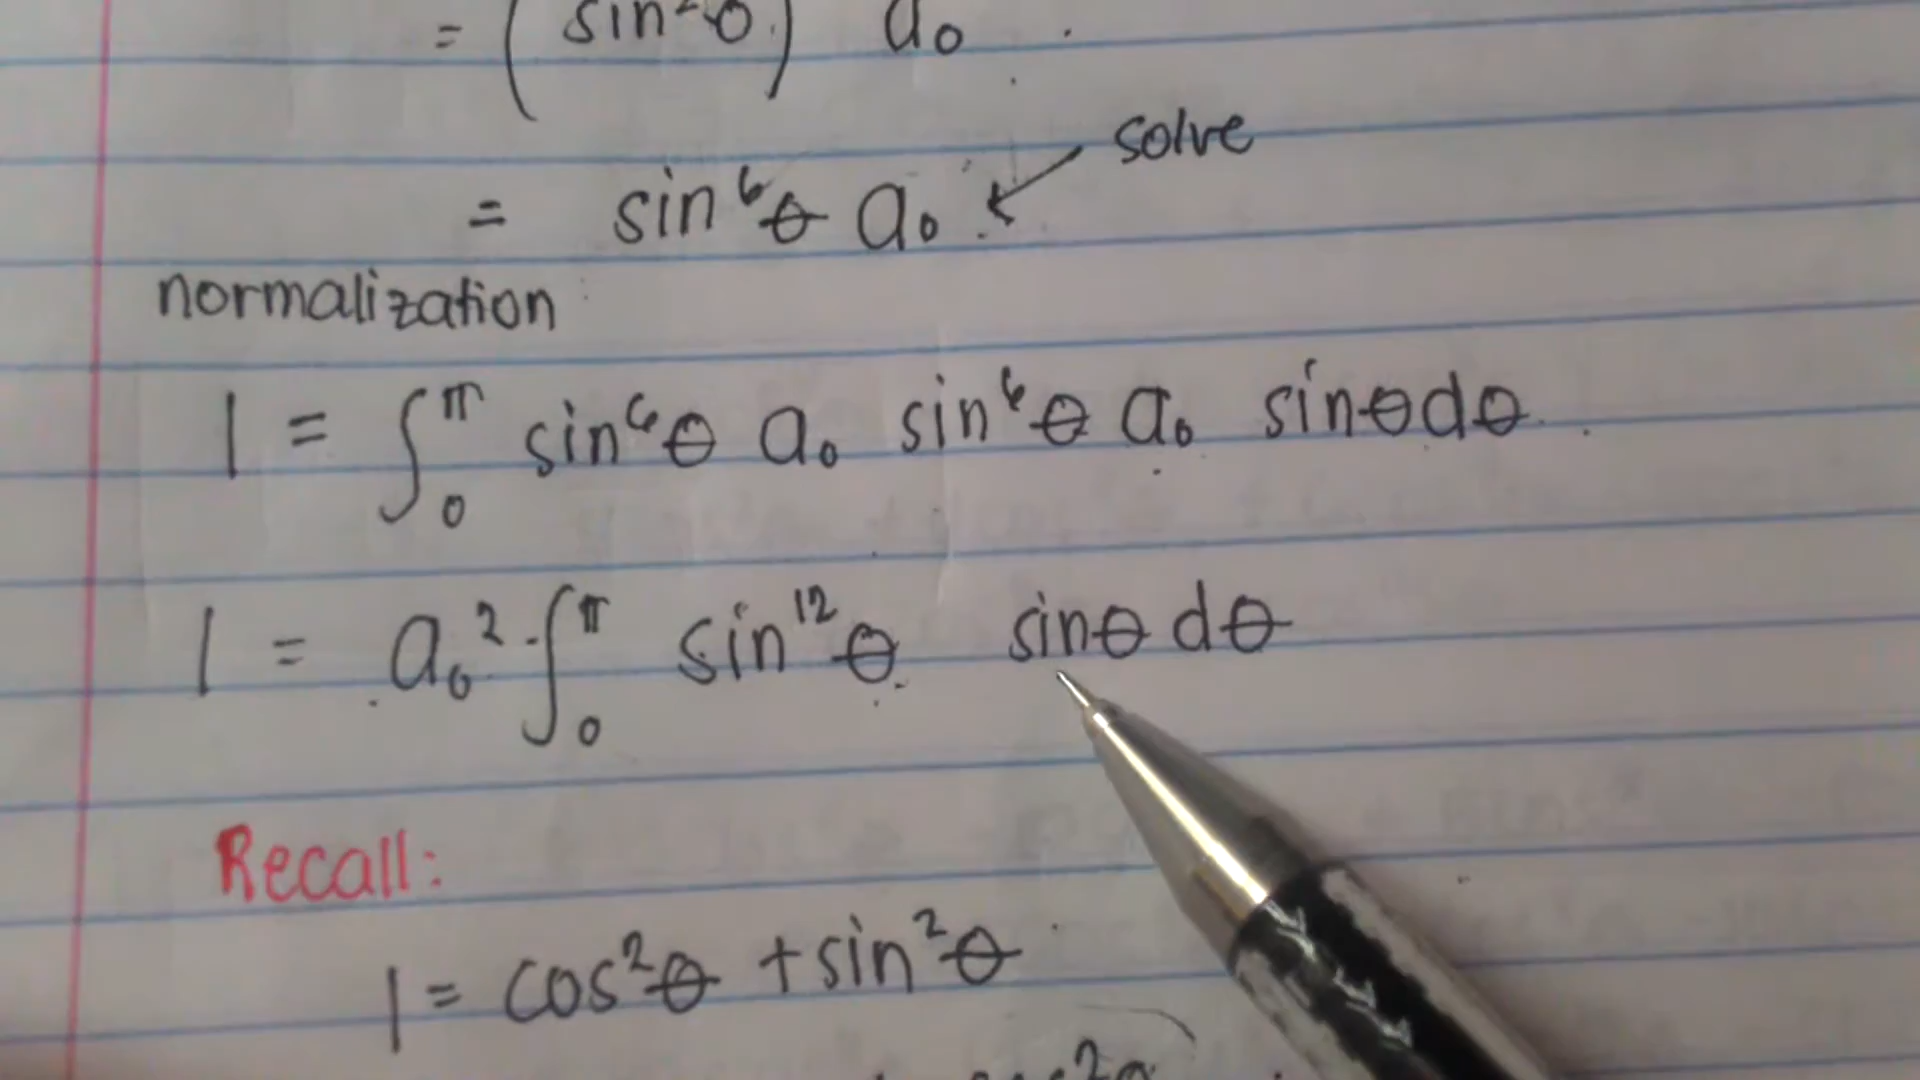 = (sin²θ) a₀
solve
= sin⁶θ a₀
normalization
1 = ∫₀^π sin⁶θ a₀ sin⁶θ a₀ sinθdθ
1 = a₀² ∫₀^π sin¹²θ sinθ dθ
Recall:
1 = cos²θ + sin²θ